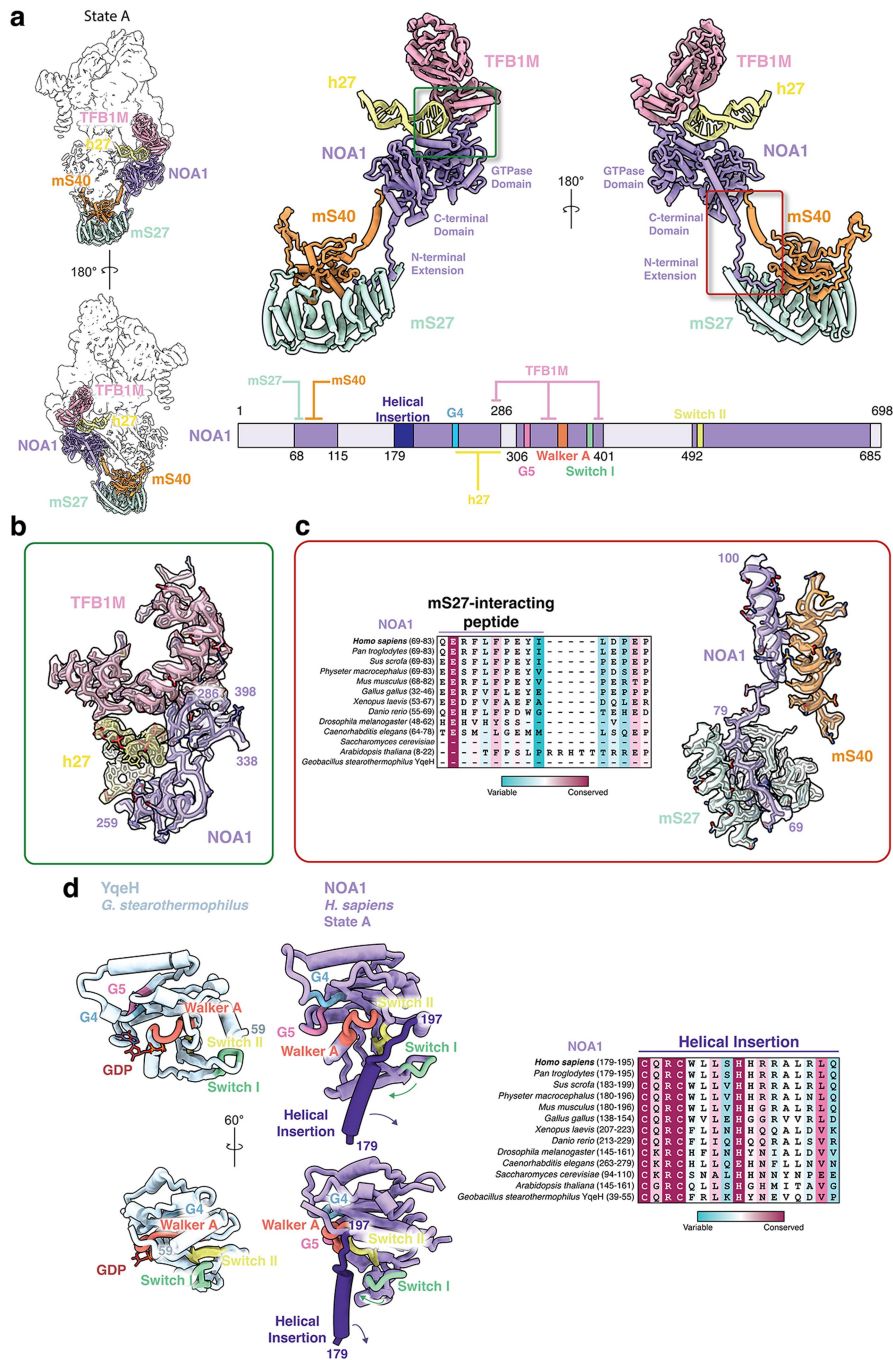 a
State A
TFB1M
h27
NOA1
mS40
mS27
180°
TFB1M
h27
NOA1
mS40
mS27
TFB1M
h27
NOA1
GTPase
Domain
C-terminal
Domain
N-terminal
Extension
mS40
mS27
180°
TFB1M
h27
NOA1
GTPase
Domain
C-terminal
Domain
N-terminal
Extension
mS40
mS27
mS27
mS40
TFB1M
1
Helical
Insertion
G4
286
Switch II
698
NOA1
68
115
179
306
G5
Walker A
Switch I
401
492
685
h27
b
TFB1M
286
398
h27
338
259
NOA1
c
mS27-interacting
peptide
NOA1
Homo sapiens (69-83) Q E R F L F P E Y I - - - - - L D P E P
Pan troglodytes (69-83) Q E R F L F P E Y I - - - - - L E P E P
Sus scrofa (69-83) E E S F L F P E Y I - - - - - P E P E P
Physeter macrocephalus (69-83) E E S F L F P E Y V - - - - - P D S E P
Mus musculus (68-82) E E R F L F P E Y V - - - - - P E R T P
Gallus gallus (32-46) E E F V F P E Y E - - - - - P T P E P
Xenopus laevis (53-67) E E R F V F L A E F A - - - - - D Q L E R
Danio rerio (55-69) Q E H F L F P D W G - - - - - T E H E D
Drosophila melanogaster (48-62) H E H V H Y S S
Caenorhabditis elegans (64-78) T E S M L L G E M M - - - - - L S Q E P
Saccharomyces cerevisiae
Arabidopsis thaliana (8-22) - - - - T F P S L P R R H T T R R E P
Geobacillus stearothermophilus YqeH
Variable
Conserved
100
NOA1
79
mS40
mS27
69
d
YqeH
G. stearothermophilus
NOA1
H. sapiens
State A
G5
G4
Walker A
59
Switch II
GDP
Switch I
G4
Switch II
G5
197
Walker A
Switch I
Helical
Insertion
179
60°
G4
Walker A
59
Switch II
GDP
Switch I
G4
Walker A
197
G5
Switch II
Switch I
Helical
Insertion
179
NOA1
Helical Insertion
Homo sapiens (179-195) C Q R C W L L S H H R R A L R L Q
Pan troglodytes (179-195) C Q R C W L L S H H R R A L R L Q
Sus scrofa (183-199) C Q R C W L L V H H R R A L R L Q
Physeter macrocephalus (180-196) C Q R C W L L V H H R R A L R L Q
Mus musculus (180-196) C Q R C W L L V H H G R A L R L Q
Gallus gallus (138-154) C Q R C W L V E H R G R A L R L Q
Xenopus laevis (207-223) C Q R C F L L N H Q Q A L D V K
Danio rerio (213-229) C Q R C F L L N H H Q R A L S L R
Drosophila melanogaster (145-161) C K R C H F L I N Y N T A L D V
Caenorhabditis elegans (263-279) C K R C H L L Q E H N F A L N V E
Saccharomyces cerevisiae (94-110) C K R C S N A L H H N N Y L N E E
Arabidopsis thaliana (145-161) C G R C Q L L S H G H M I T A V G
Geobacillus stearothermophilus YqeH (39-55) C Q R C F R L K H Y N E V Q D V P
Variable
Conserved